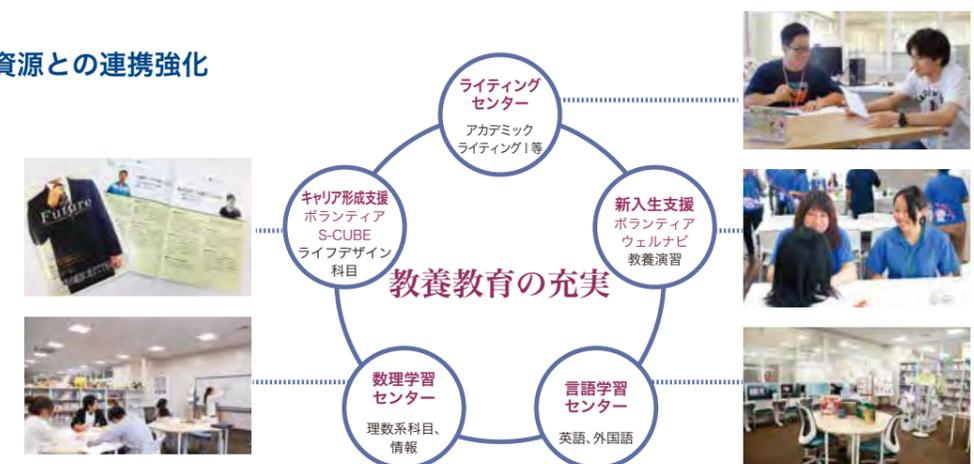 資源との連携強化
ライティング
センター
アカデミック
ライティングⅠ等
キャリア形成支援
ボランティア
S-CUBE
ライフデザイン
科目
新入生支援
ボランティア
ウェルナビ
教養演習
教養教育の充実
数理学習
センター
理数系科目、
情報
言語学習
センター
英語、外国語
Future